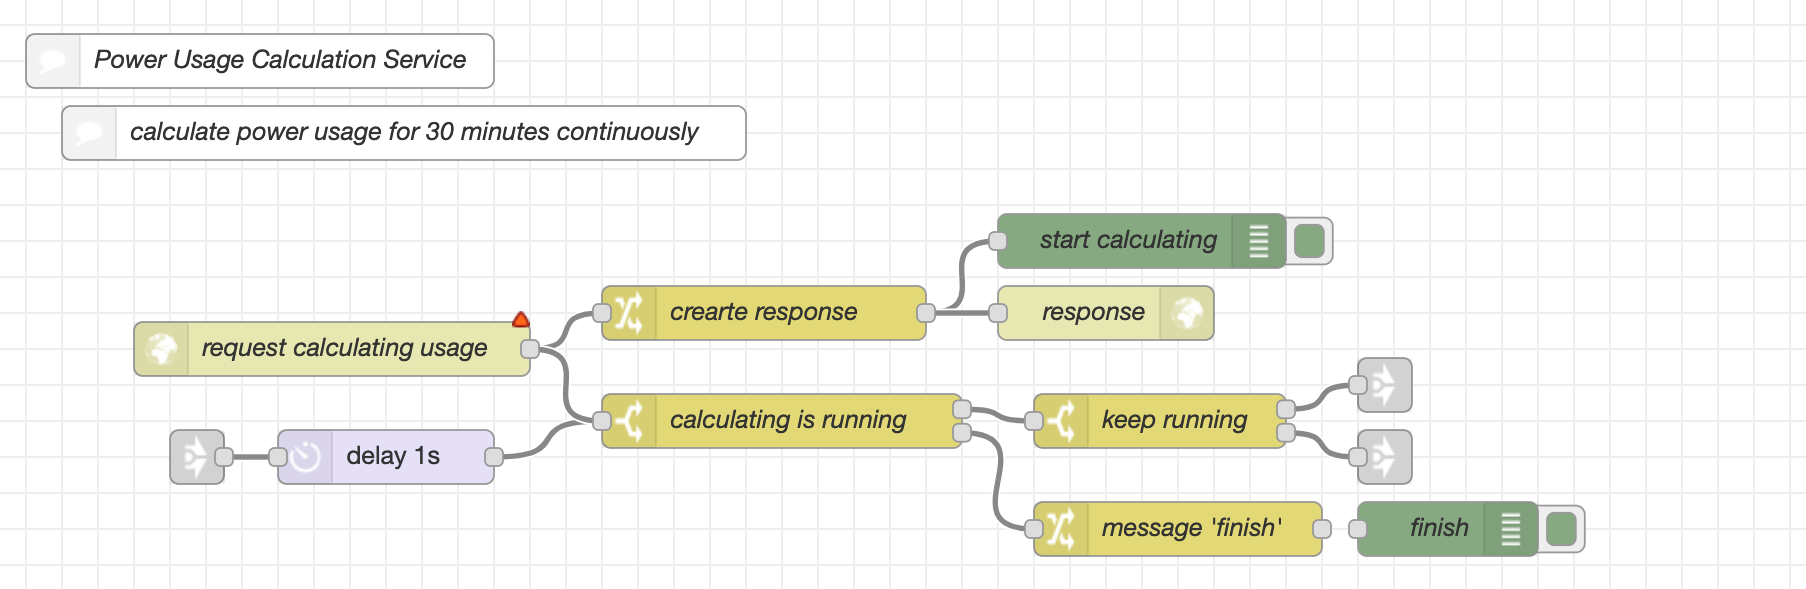 Power Usage Calculation Service
calculate power usage for 30 minutes continuously
start calculating
crearte response
response
request calculating usage
calculating is running
keep running
delay 1s
message 'finish'
finish